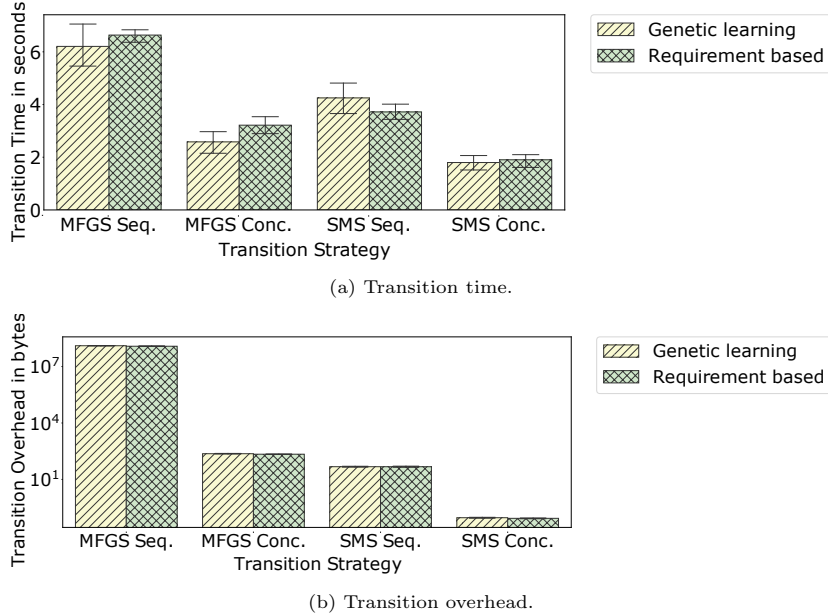 Transition Time in seconds
6
4
2
0
MFGS Seq. MFGS Conc. SMS Seq. SMS Conc.
Transition Strategy
Genetic learning
Requirement based
(a) Transition time.
Transition Overhead in bytes
10^7
10^4
10^1
MFGS Seq. MFGS Conc. SMS Seq. SMS Conc.
Transition Strategy
Genetic learning
Requirement based
(b) Transition overhead.